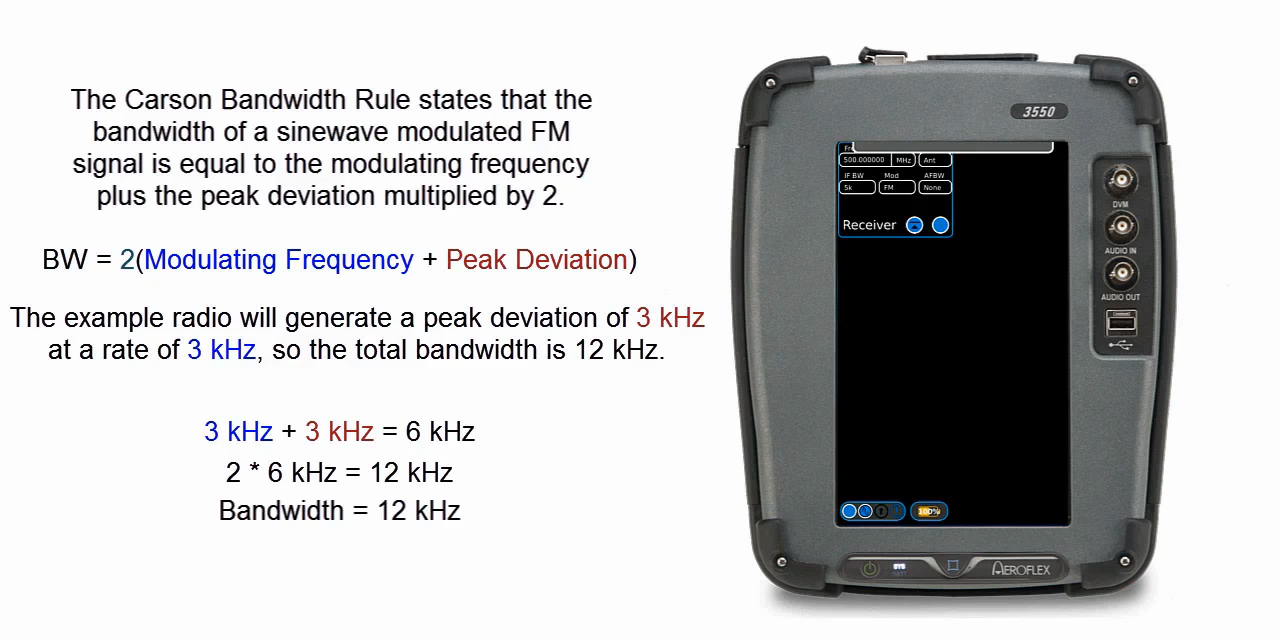 The Carson Bandwidth Rule states that the
bandwidth of a sinewave modulated FM
signal is equal to the modulating frequency
plus the peak deviation multiplied by 2.
BW = 2(Modulating Frequency + Peak Deviation)
The example radio will generate a peak deviation of 3 kHz
at a rate of 3 kHz, so the total bandwidth is 12 kHz.
3 kHz + 3 kHz = 6 kHz
2 * 6 kHz = 12 kHz
Bandwidth = 12 kHz
3550
500.000000 MHz Ant
IF BW Mod AFBW
5k FM None
Receiver
100%
DVM
AUDIO IN
AUDIO OUT
SYS
AEROFLEX